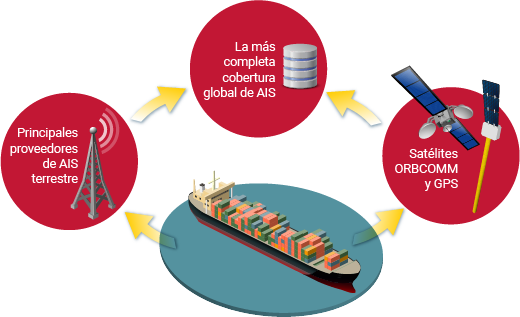 La más
completa
cobertura
global de AIS
Principales
proveedores
de AIS
terrestre
Satélites
ORBCOMM
y GPS